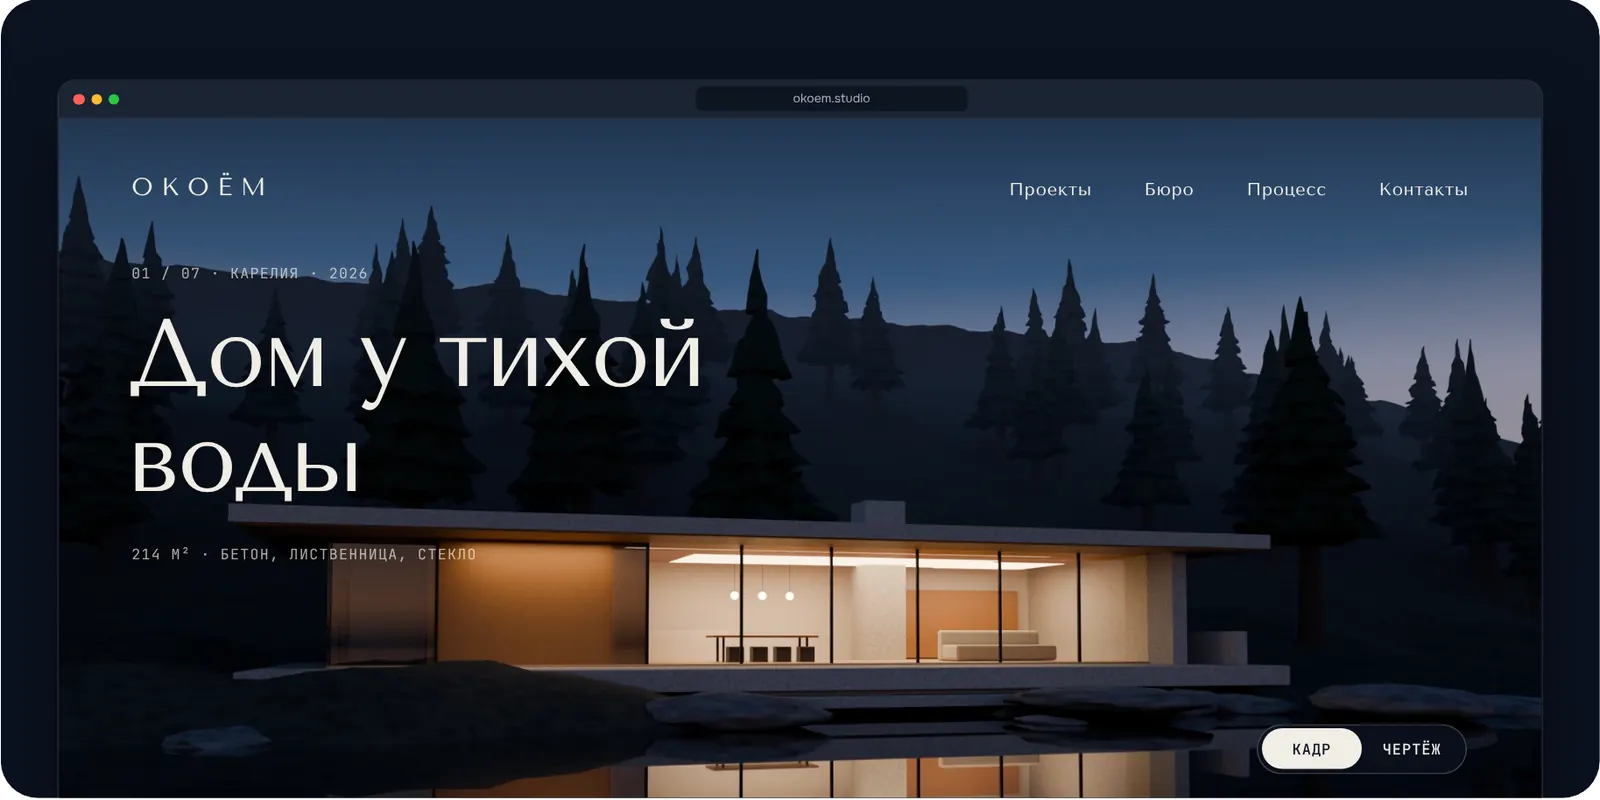 okoem.studio
ОКОЁМ
Проекты Бюро Процесс Контакты
01 / 07 · КАРЕЛИЯ · 2026
Дом у тихой
воды
214 М² · БЕТОН, ЛИСТВЕННИЦА, СТЕКЛО
КАДР ЧЕРТЁЖ